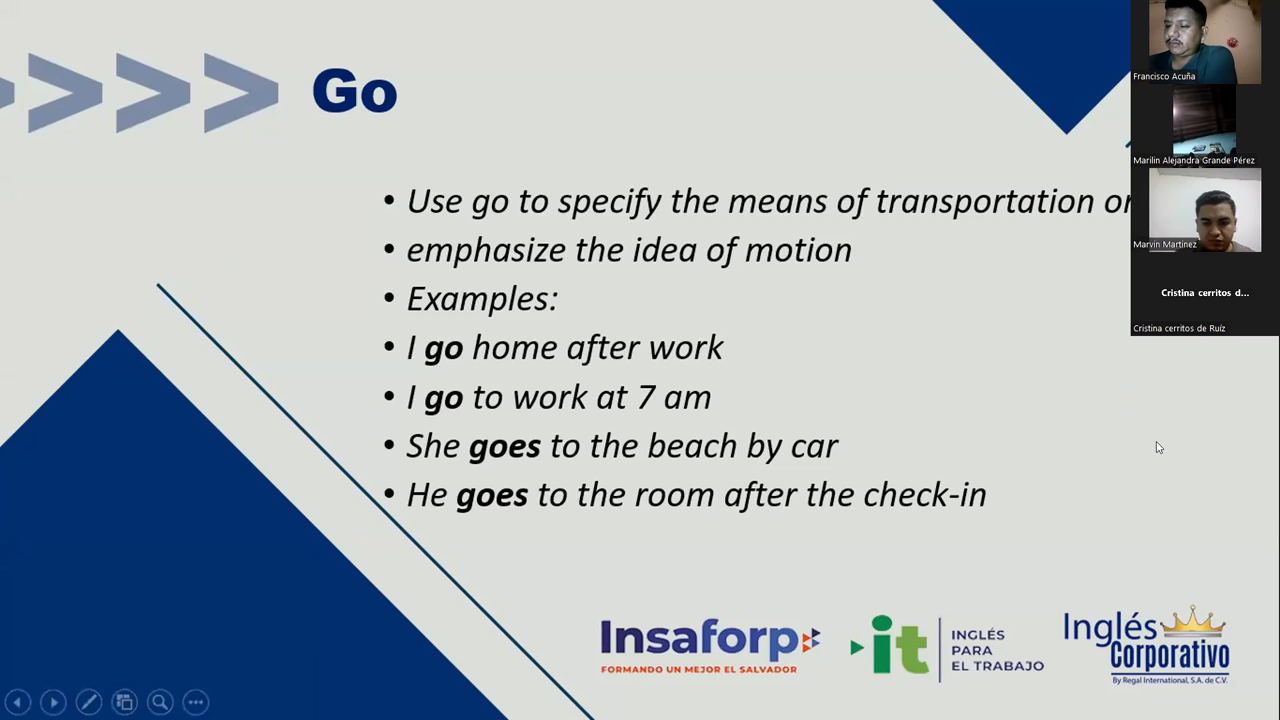 Go
Use go to specify the means of transportation or
emphasize the idea of motion
Examples:
I go home after work
I go to work at 7 am
She goes to the beach by car
He goes to the room after the check-in
Francisco Acuña
Marilin Alejandra Grande Pérez
Marvin Martinez
Cristina cerritos d...
Cristina cerritos de Ruíz
Insaforp
FORMANDO UN MEJOR EL SALVADOR
it
INGLÉS
PARA
EL TRABAJO
Inglés
Corporativo
By Regal International, S.A. de C.V.